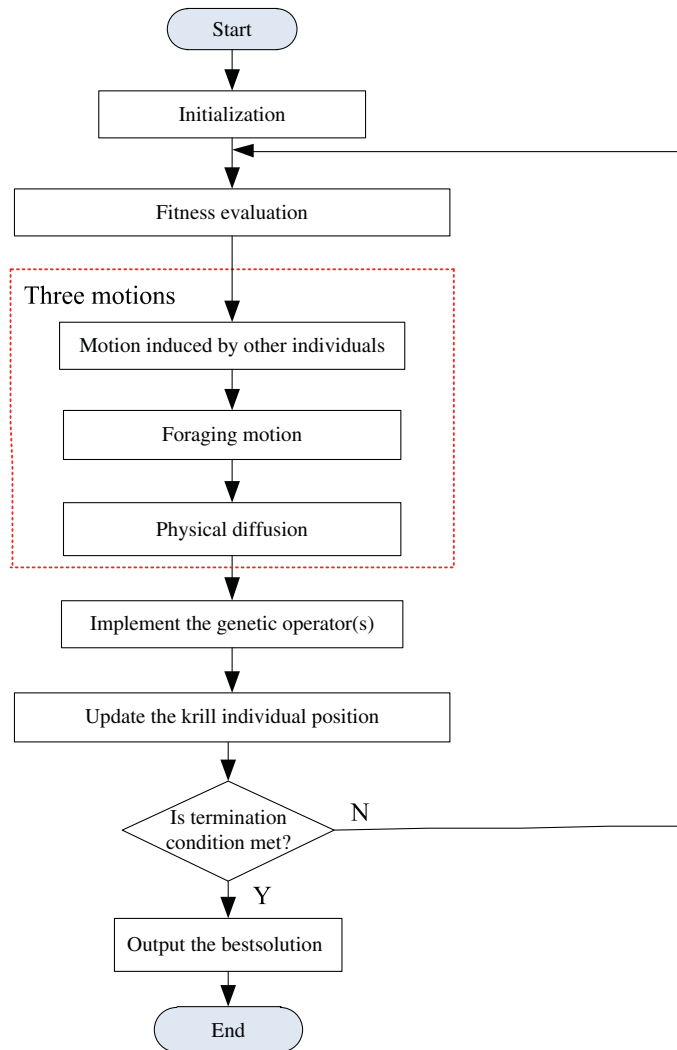 Start
Initialization
Fitness evaluation
Three motions
Motion induced by other individuals
Foraging motion
Physical diffusion
Implement the genetic operator(s)
Update the krill individual position
Is termination
condition met?
N
Y
Output the bestsolution
End